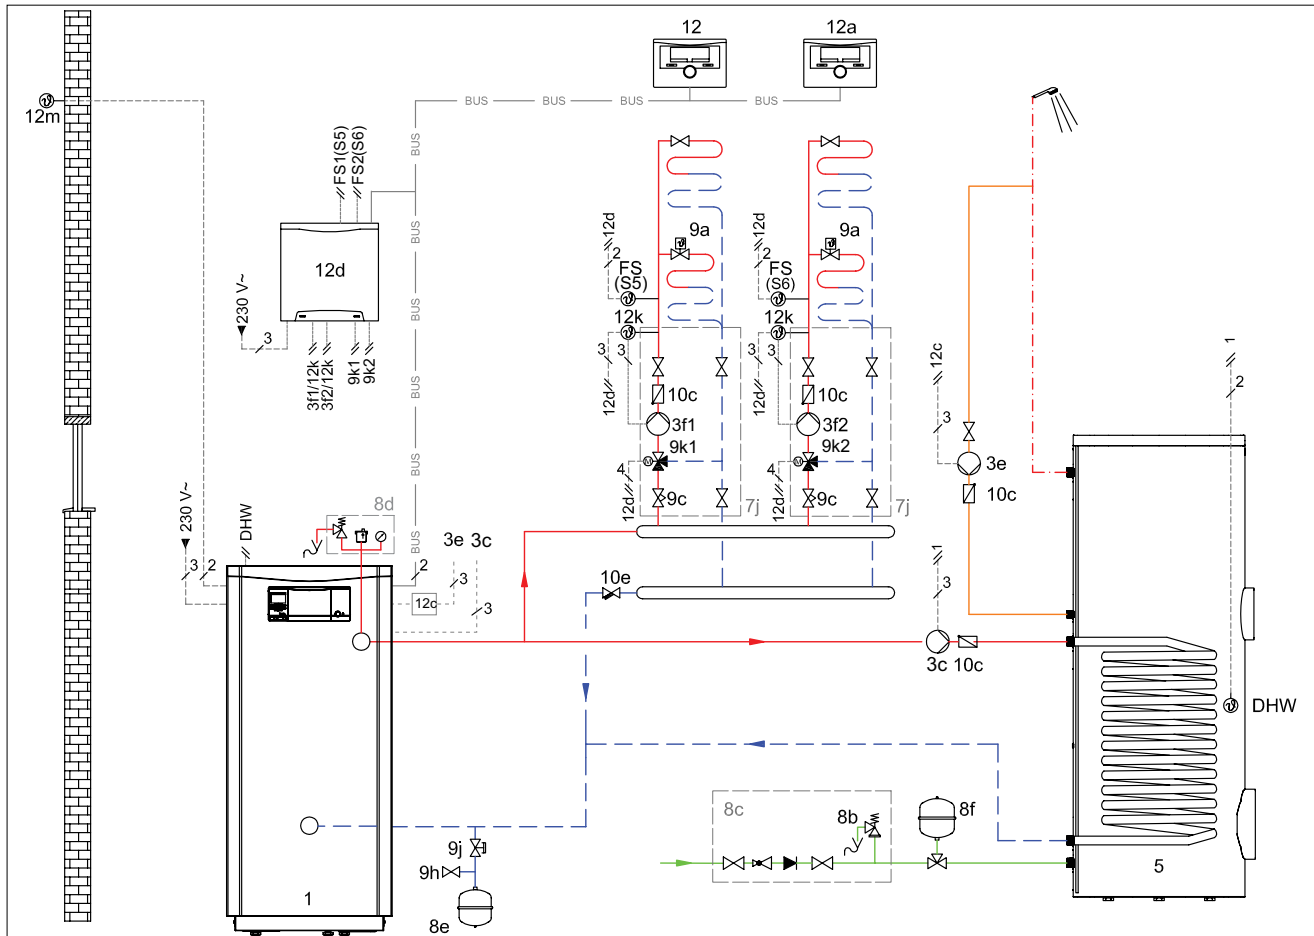 12
12a
BUS
BUS
BUS
BUS
12m
BUS
FS1(S5)
FS2(S6)
BUS
12d
230 V~
3
3f1/12k
3f2/12k
9k1
9k2
BUS
BUS
12d
2
9a
FS
(S5)
12k
3
3
12d
10c
3f1
9k1
M
4
12d
9c
7j
12d
2
9a
FS
(S6)
12k
3
3
12d
10c
3f2
9k2
M
4
12d
9c
7j
12c
3
3e
10c
1
2
230 V~
3
2
DHW
8d
BUS
2
3e
3c
12c
3
3
10e
1
3
3c
10c
DHW
8c
8b
8f
9j
9h
8e
1
5